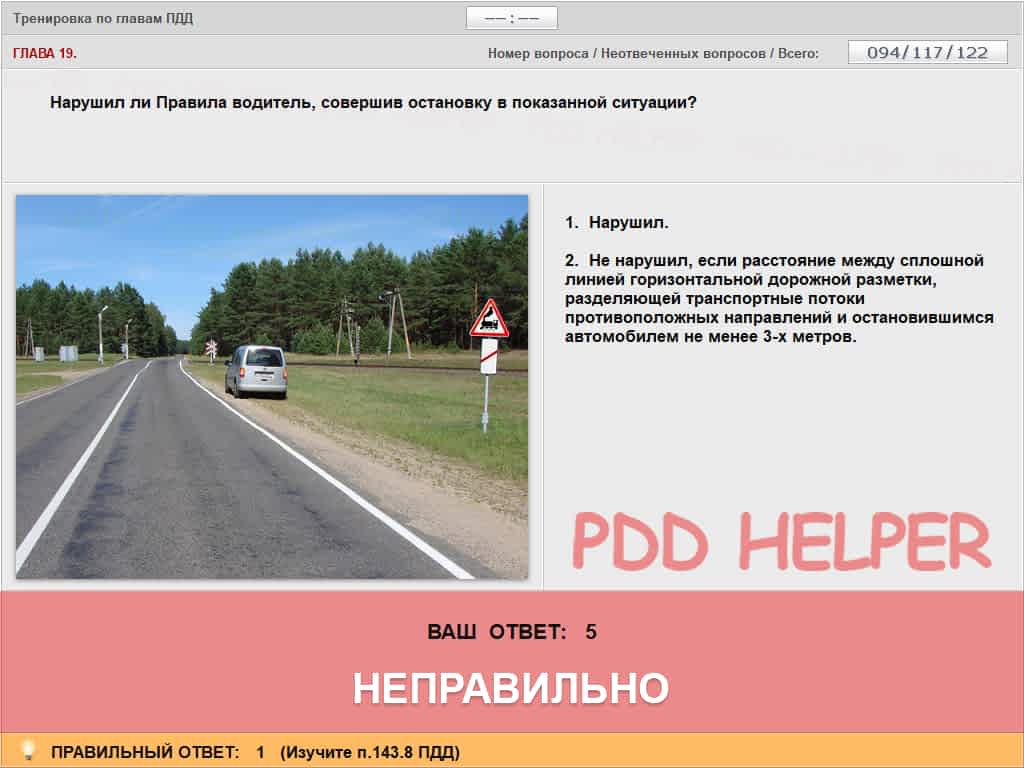 Тренировка по главам ПДД
–– : ––
ГЛАВА 19.
Номер вопроса / Неотвеченных вопросов / Всего:
094/117/122
Нарушил ли Правила водитель, совершив остановку в показанной ситуации?
1. Нарушил.
2. Не нарушил, если расстояние между сплошной
линией горизонтальной дорожной разметки,
разделяющей транспортные потоки
противоположных направлений и остановившимся
автомобилем не менее 3-х метров.
PDD HELPER
ВАШ ОТВЕТ: 5
НЕПРАВИЛЬНО
ПРАВИЛЬНЫЙ ОТВЕТ: 1 (Изучите п.143.8 ПДД)